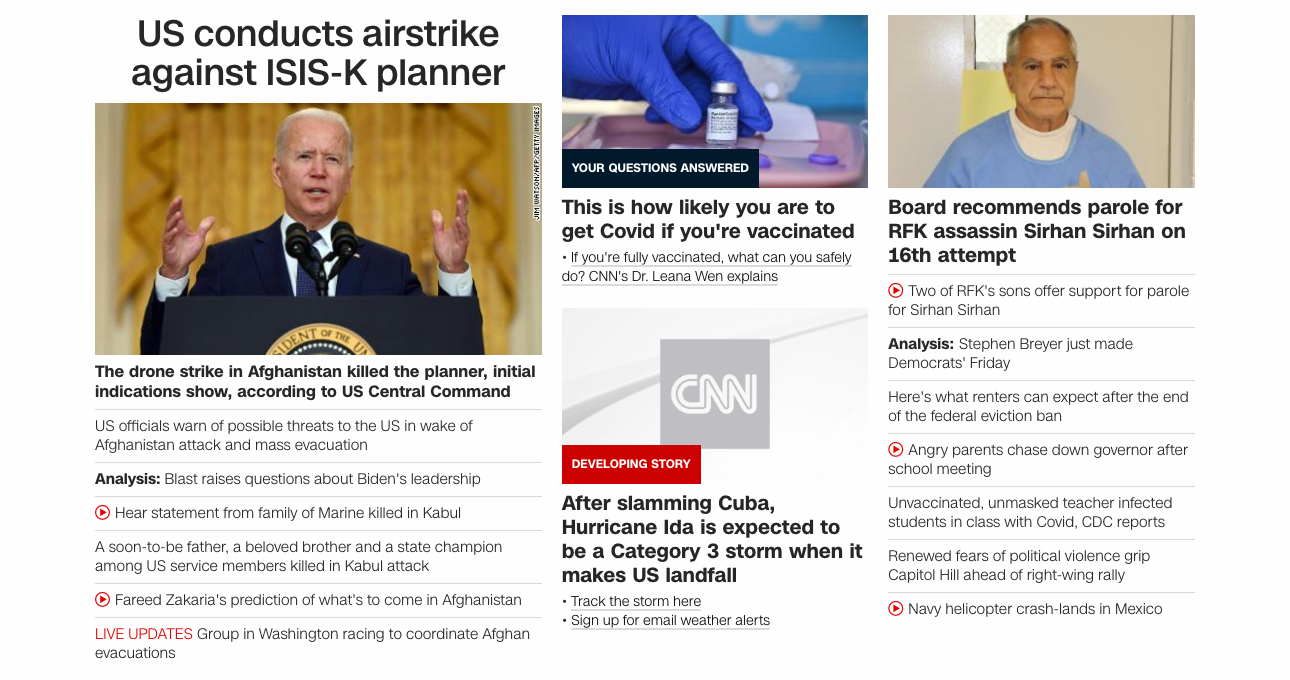 US conducts airstrike
against ISIS-K planner
JIM WATSON/AFP/GETTY IMAGES
PRESIDENT OF THE UNI
The drone strike in Afghanistan killed the planner, initial
indications show, according to US Central Command
US officials warn of possible threats to the US in wake of
Afghanistan attack and mass evacuation
Analysis: Blast raises questions about Biden's leadership
Hear statement from family of Marine killed in Kabul
A soon-to-be father, a beloved brother and a state champion
among US service members killed in Kabul attack
Fareed Zakaria's prediction of what's to come in Afghanistan
LIVE UPDATES Group in Washington racing to coordinate Afghan
evacuations
YOUR QUESTIONS ANSWERED
This is how likely you are to
get Covid if you're vaccinated
• If you're fully vaccinated, what can you safely
do? CNN's Dr. Leana Wen explains
CNN
DEVELOPING STORY
After slamming Cuba,
Hurricane Ida is expected to
be a Category 3 storm when it
makes US landfall
• Track the storm here
• Sign up for email weather alerts
Board recommends parole for
RFK assassin Sirhan Sirhan on
16th attempt
Two of RFK's sons offer support for parole
for Sirhan Sirhan
Analysis: Stephen Breyer just made
Democrats' Friday
Here's what renters can expect after the end
of the federal eviction ban
Angry parents chase down governor after
school meeting
Unvaccinated, unmasked teacher infected
students in class with Covid, CDC reports
Renewed fears of political violence grip
Capitol Hill ahead of right-wing rally
Navy helicopter crash-lands in Mexico